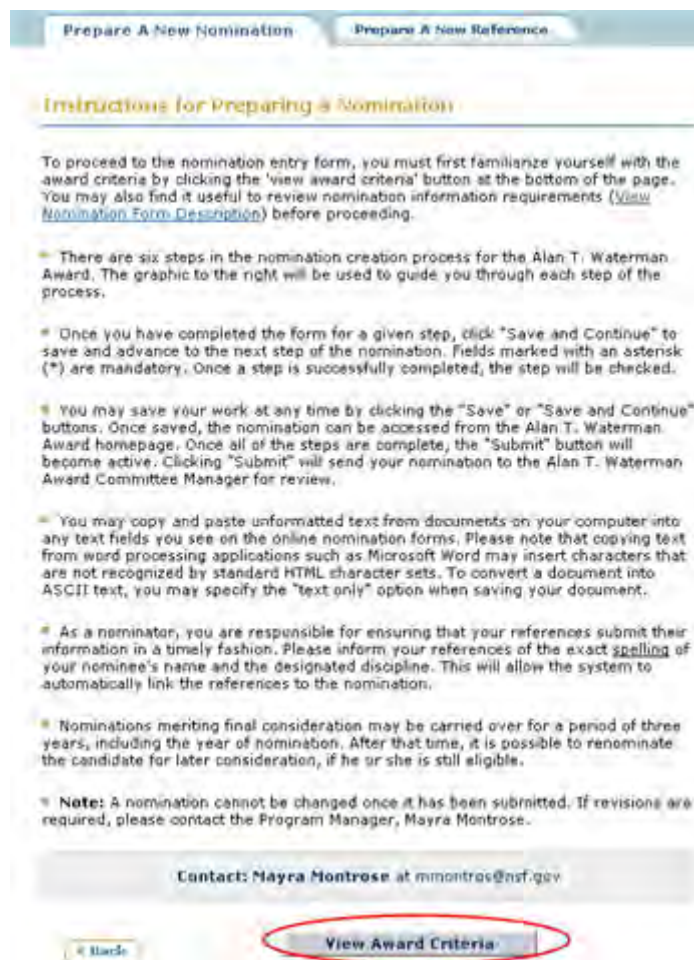 Prepare A New Nomination
Prepare A New Reference
Instructions for Preparing a Nomination
To proceed to the nomination entry form, you must first familiarize yourself with the
award criteria by clicking the 'view award criteria' button at the bottom of the page.
You may also find it useful to review nomination information requirements (View
Nomination Form Description) before proceeding.
There are six steps in the nomination creation process for the Alan T. Waterman
Award. The graphic to the right will be used to guide you through each step of the
process.
Once you have completed the form for a given step, click "Save and Continue" to
save and advance to the next step of the nomination. Fields marked with an asterisk
(*) are mandatory. Once a step is successfully completed, the step will be checked.
You may save your work at any time by clicking the "Save" or "Save and Continue"
buttons. Once saved, the nomination can be accessed from the Alan T. Waterman
Award homepage. Once all of the steps are complete, the "Submit" button will
become active. Clicking "Submit" will send your nomination to the Alan T. Waterman
Award Committee Manager for review.
You may copy and paste unformatted text from documents on your computer into
any text fields you see on the online nomination forms. Please note that copying text
from word processing applications such as Microsoft Word may insert characters that
are not recognized by standard HTML character sets. To convert a document into
ASCII text, you may specify the "text only" option when saving your document.
As a nominator, you are responsible for ensuring that your references submit their
information in a timely fashion. Please inform your references of the exact spelling of
your nominee's name and the designated discipline. This will allow the system to
automatically link the references to the nomination.
Nominations meriting final consideration may be carried over for a period of three
years, including the year of nomination. After that time, it is possible to renominate
the candidate for later consideration, if he or she is still eligible.
Note: A nomination cannot be changed once it has been submitted. If revisions are
required, please contact the Program Manager, Mayra Montrose.
Contact: Mayra Montrose at mmontros@nsf.gov
< Back
View Award Criteria